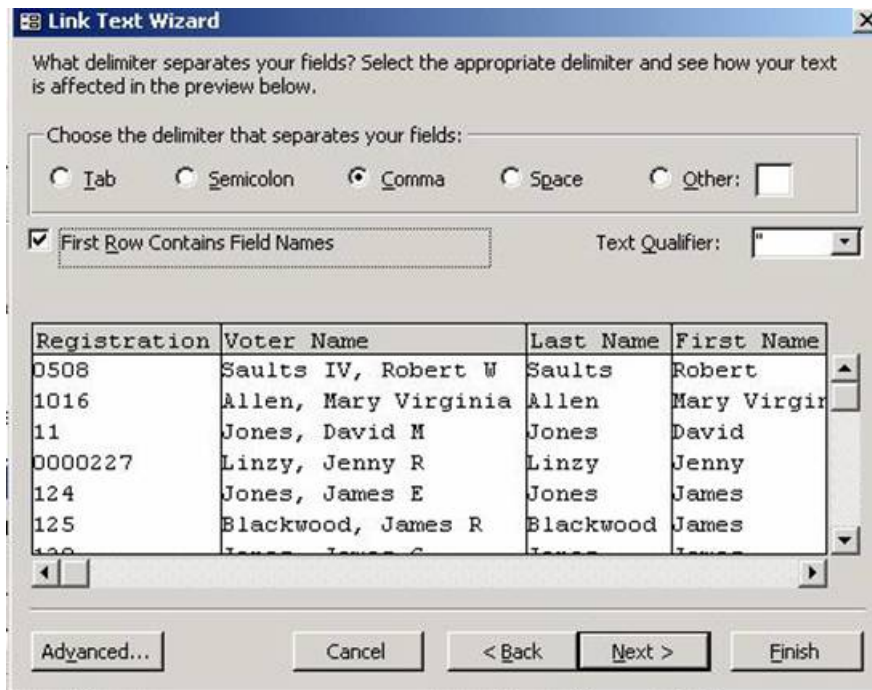 Link Text Wizard
What delimiter separates your fields? Select the appropriate delimiter and see how your text
is affected in the preview below.
Choose the delimiter that separates your fields:
Tab Semicolon Comma Space Other:
First Row Contains Field Names Text Qualifier: "
Registration Voter Name Last Name First Name
0508 Saults IV, Robert W Saults Robert
1016 Allen, Mary Virginia Allen Mary Virgin
11 Jones, David M Jones David
0000227 Linzy, Jenny R Linzy Jenny
124 Jones, James E Jones James
125 Blackwood, James R Blackwood James
Advanced... Cancel < Back Next > Finish